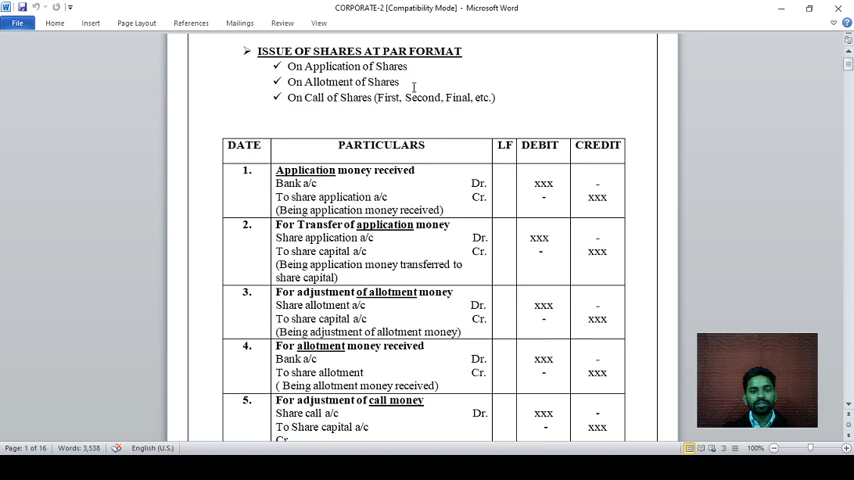 CORPORATE-2 [Compatibility Mode] - Microsoft Word
File Home Insert Page Layout References Mailings Review View
ISSUE OF SHARES AT PAR FORMAT
✓ On Application of Shares
✓ On Allotment of Shares
✓ On Call of Shares (First, Second, Final, etc.)
DATE PARTICULARS LF DEBIT CREDIT
1. Application money received
Bank a/c Dr. xxx -
To share application a/c Cr. - xxx
(Being application money received)
2. For Transfer of application money
Share application a/c Dr. xxx -
To share capital a/c Cr. - xxx
(Being application money transferred to
share capital)
3. For adjustment of allotment money
Share allotment a/c Dr. xxx -
To share capital a/c Cr. - xxx
(Being adjustment of allotment money)
4. For allotment money received
Bank a/c Dr. xxx -
To share allotment Cr. - xxx
( Being allotment money received)
5. For adjustment of call money
Share call a/c Dr. xxx -
To Share capital a/c - xxx
Cr.
Page: 1 of 16 Words: 3,538 English (U.S.) 100%